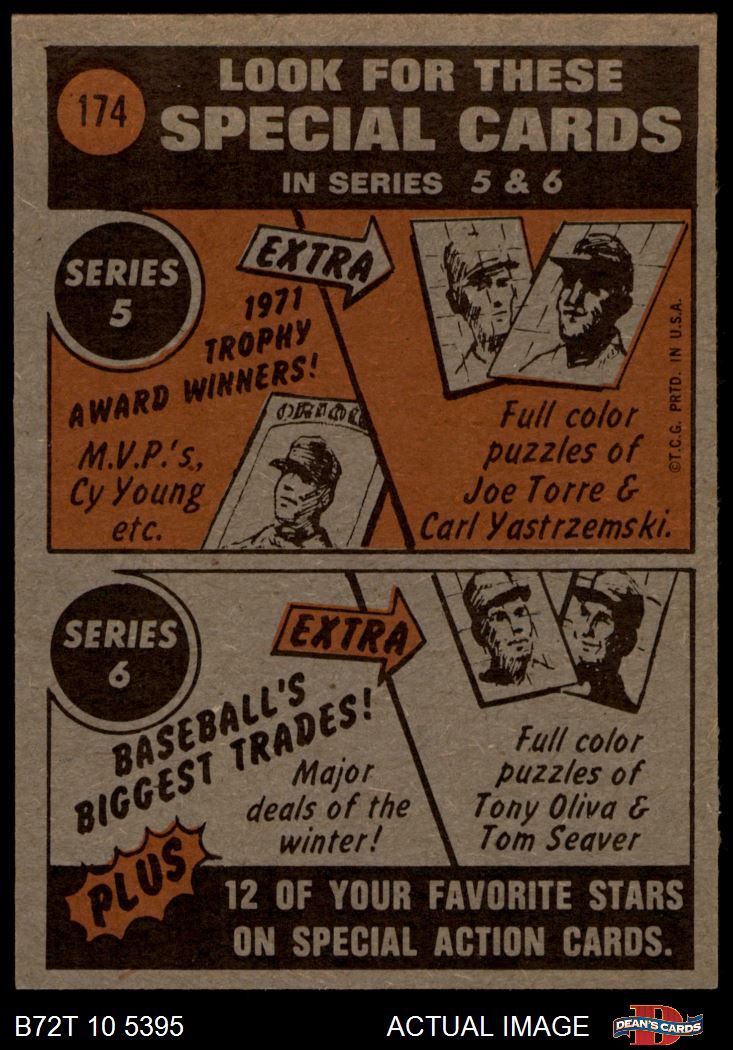 174
LOOK FOR THESE
SPECIAL CARDS
IN SERIES 5 & 6
SERIES
5
EXTRA
1971
TROPHY
AWARD WINNERS!
M.V.P.'s,
Cy Young
etc.
ORIOL
Full color
puzzles of
Joe Torre &
Carl Yastrzemski.
©T.C.G. PRTD. IN U.S.A.
SERIES
6
EXTRA
BASEBALL'S
BIGGEST TRADES!
Major
deals of the
winter!
Full color
puzzles of
Tony Oliva &
Tom Seaver
PLUS
12 OF YOUR FAVORITE STARS
ON SPECIAL ACTION CARDS.
B72T 10 5395
ACTUAL IMAGE
D
DEAN'S CARDS